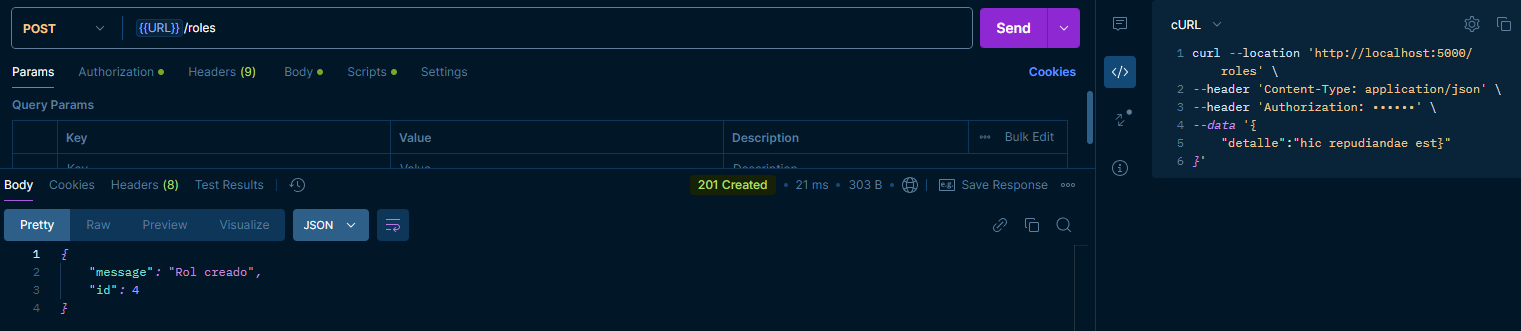 POST {{URL}}/roles Send
Params Authorization Headers (9) Body Scripts Settings Cookies
Query Params
Key Value Description ••• Bulk Edit
Key Value Description
Body Cookies Headers (8) Test Results 201 Created • 21 ms • 303 B • e.g. Save Response •••
Pretty Raw Preview Visualize JSON
1 {
2 "message": "Rol creado",
3 "id": 4
4 }
cURL
1 curl --location 'http://localhost:5000/
roles' \
2 --header 'Content-Type: application/json' \
3 --header 'Authorization: ••••••' \
4 --data '{
5 "detalle":"hic repudiandae est}"
6 }'